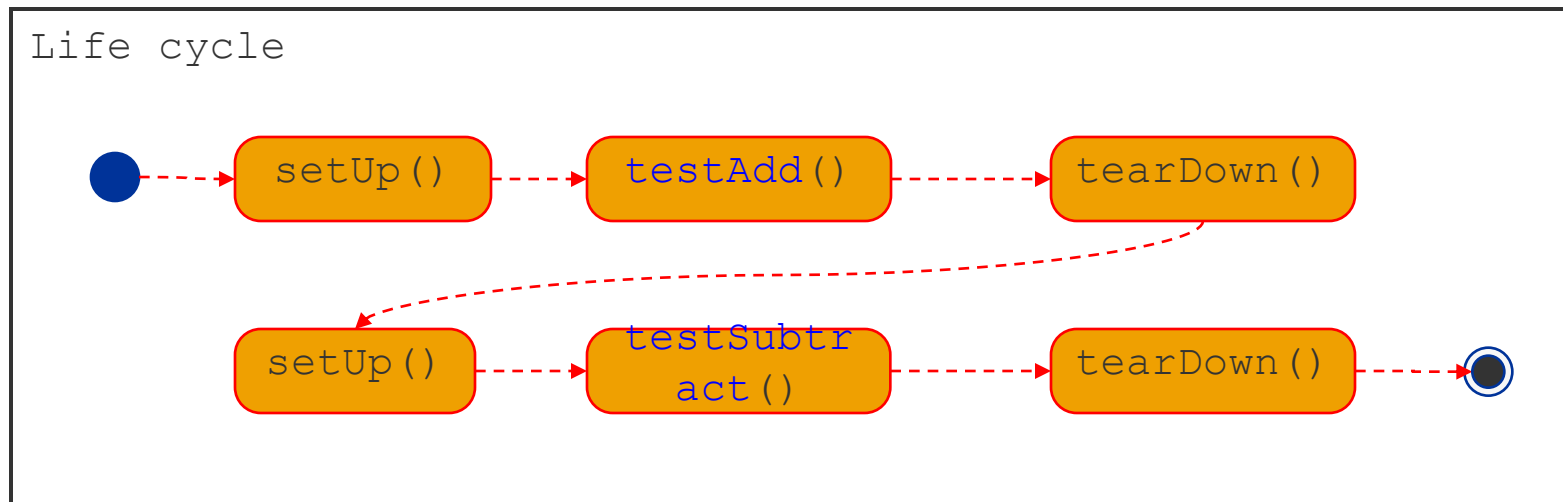 Life cycle
setUp()
testAdd()
tearDown()
setUp()
testSubtr
act()
tearDown()